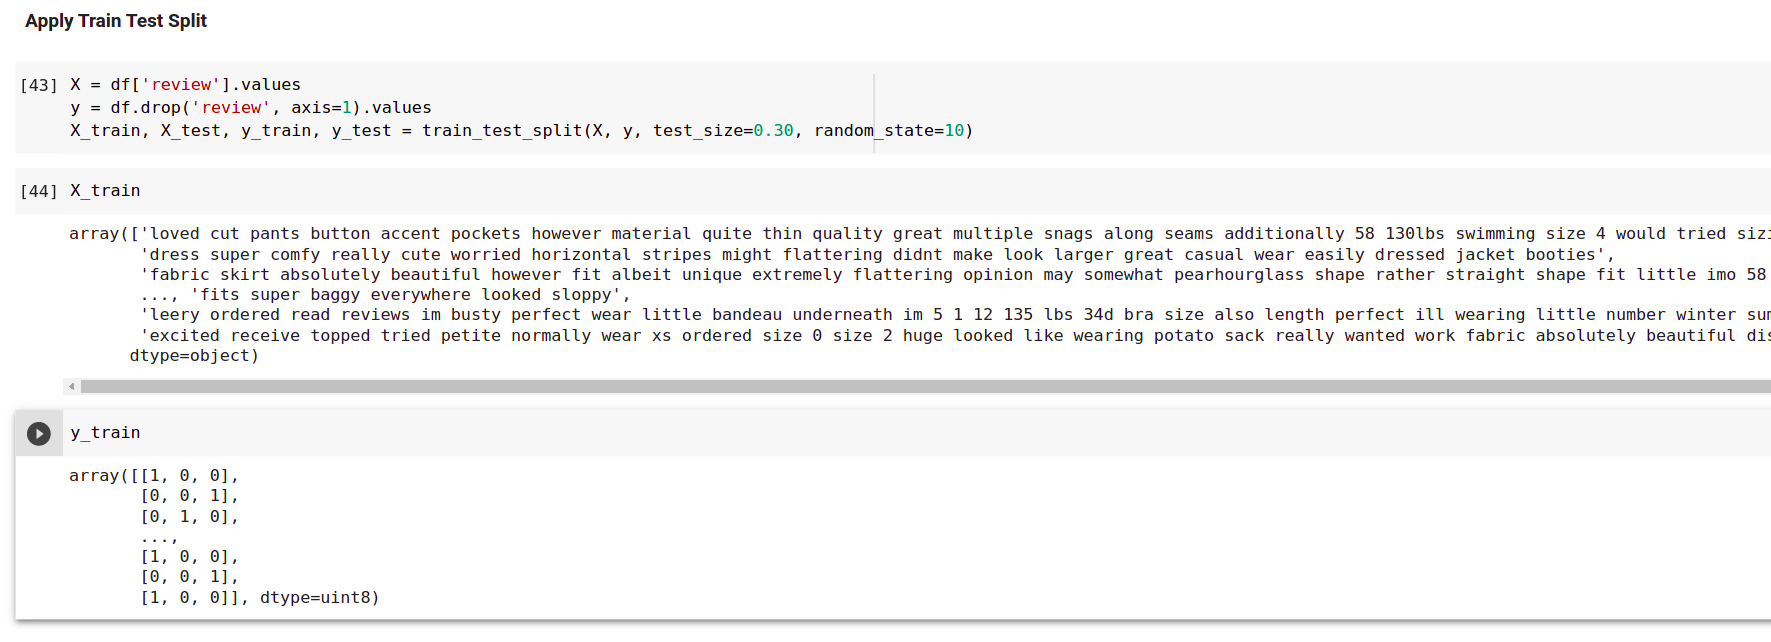 Apply Train Test Split
[43] X = df['review'].values
y = df.drop('review', axis=1).values
X_train, X_test, y_train, y_test = train_test_split(X, y, test_size=0.30, random_state=10)
[44] X_train
array(['loved cut pants button accent pockets however material quite thin quality great multiple snags along seams additionally 58 130lbs swimming size 4 would tried
'dress super comfy really cute worried horizontal stripes might flattering didnt make look larger great casual wear easily dressed jacket booties',
'fabric skirt absolutely beautiful however fit albeit unique extremely flattering opinion may somewhat pearhourglass shape rather straight shape fit little imo 58
..., 'fits super baggy everywhere looked sloppy',
'leery ordered read reviews im busty perfect wear little bandeau underneath im 5 1 12 135 lbs 34d bra size also length perfect ill wearing little number winter
'excited receive topped tried petite normally wear xs ordered size 0 size 2 huge looked like wearing potato sack really wanted work fabric absolutely beautiful
dtype=object)
y_train
array([[1, 0, 0],
[0, 0, 1],
[0, 1, 0],
...,
[1, 0, 0],
[0, 0, 1],
[1, 0, 0]], dtype=uint8)